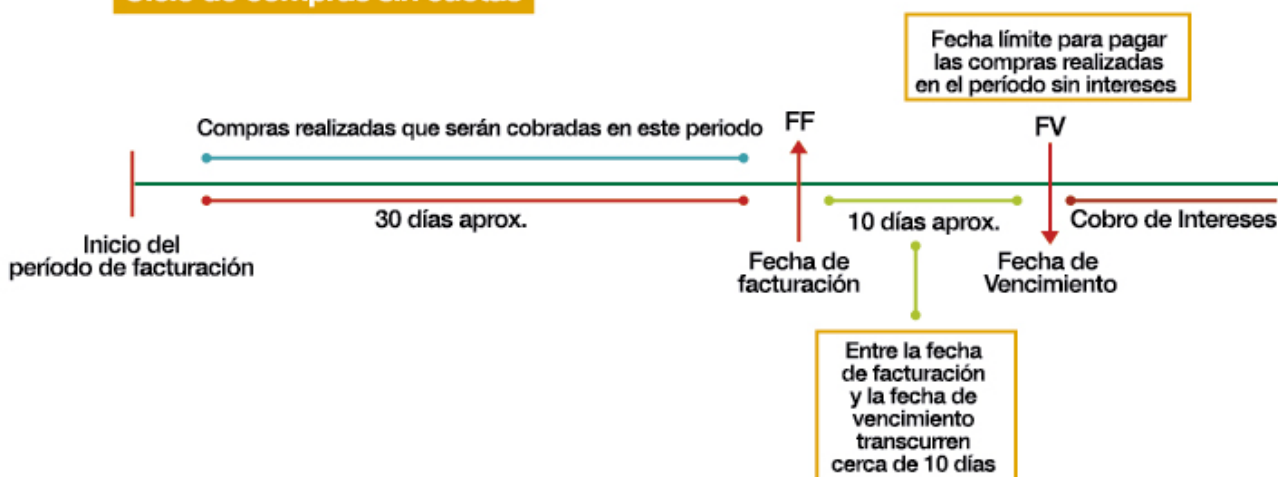 Fecha límite para pagar
las compras realizadas
en el período sin intereses
Compras realizadas que serán cobradas en este periodo
FF
FV
30 días aprox.
10 días aprox.
Cobro de Intereses
Inicio del
período de facturación
Fecha de
facturación
Fecha de
Vencimiento
Entre la fecha
de facturación
y la fecha de
vencimiento
transcurren
cerca de 10 días